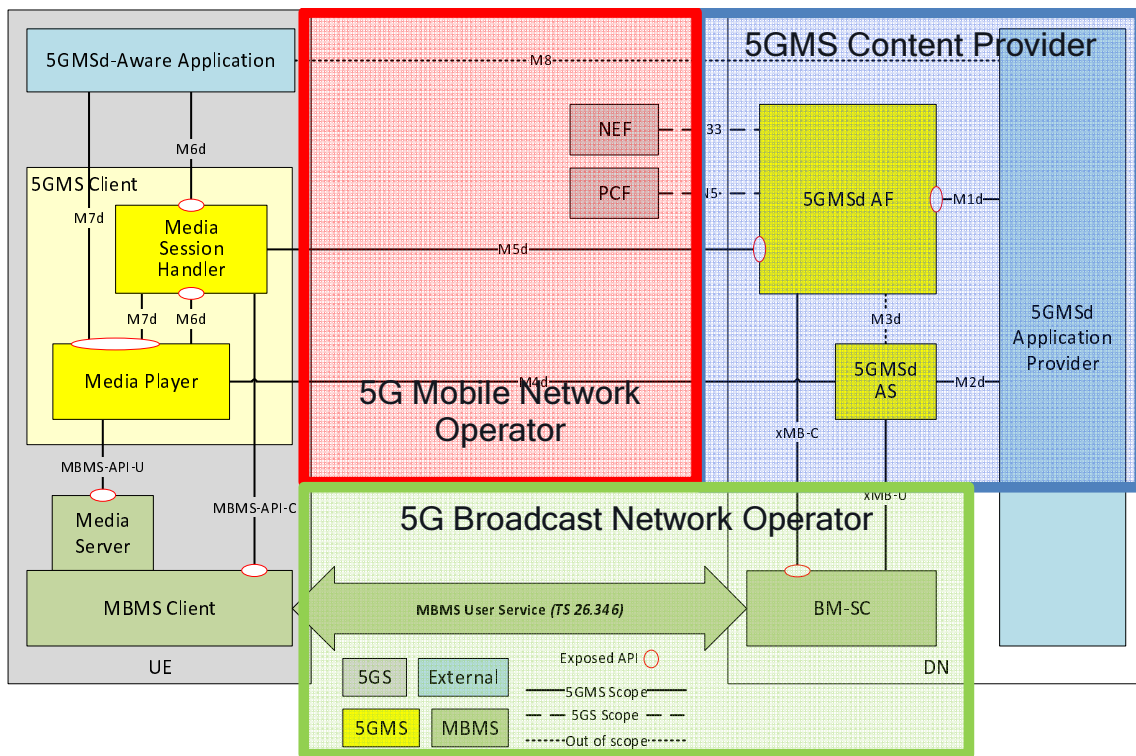 5GMSd-Aware Application
M8
5GMS Content Provider
NEF
33
M6d
5GMS Client
PCF
N5
5GMSd AF
M1d
M7d
Media
Session
Handler
M5d
M7d
M6d
M3d
5GMSd
Application
Provider
Media Player
M4d
5G Mobile Network
Operator
5GMSd
AS
M2d
xMB-C
MBMS-API-U
MBMS-API-C
xMB-U
Media
Server
5G Broadcast Network Operator
MBMS Client
MBMS User Service (TS 26.346)
BM-SC
UE
DN
5GS
External
Exposed API
5GMS Scope
5GS Scope
5GMS
MBMS
Out of scope